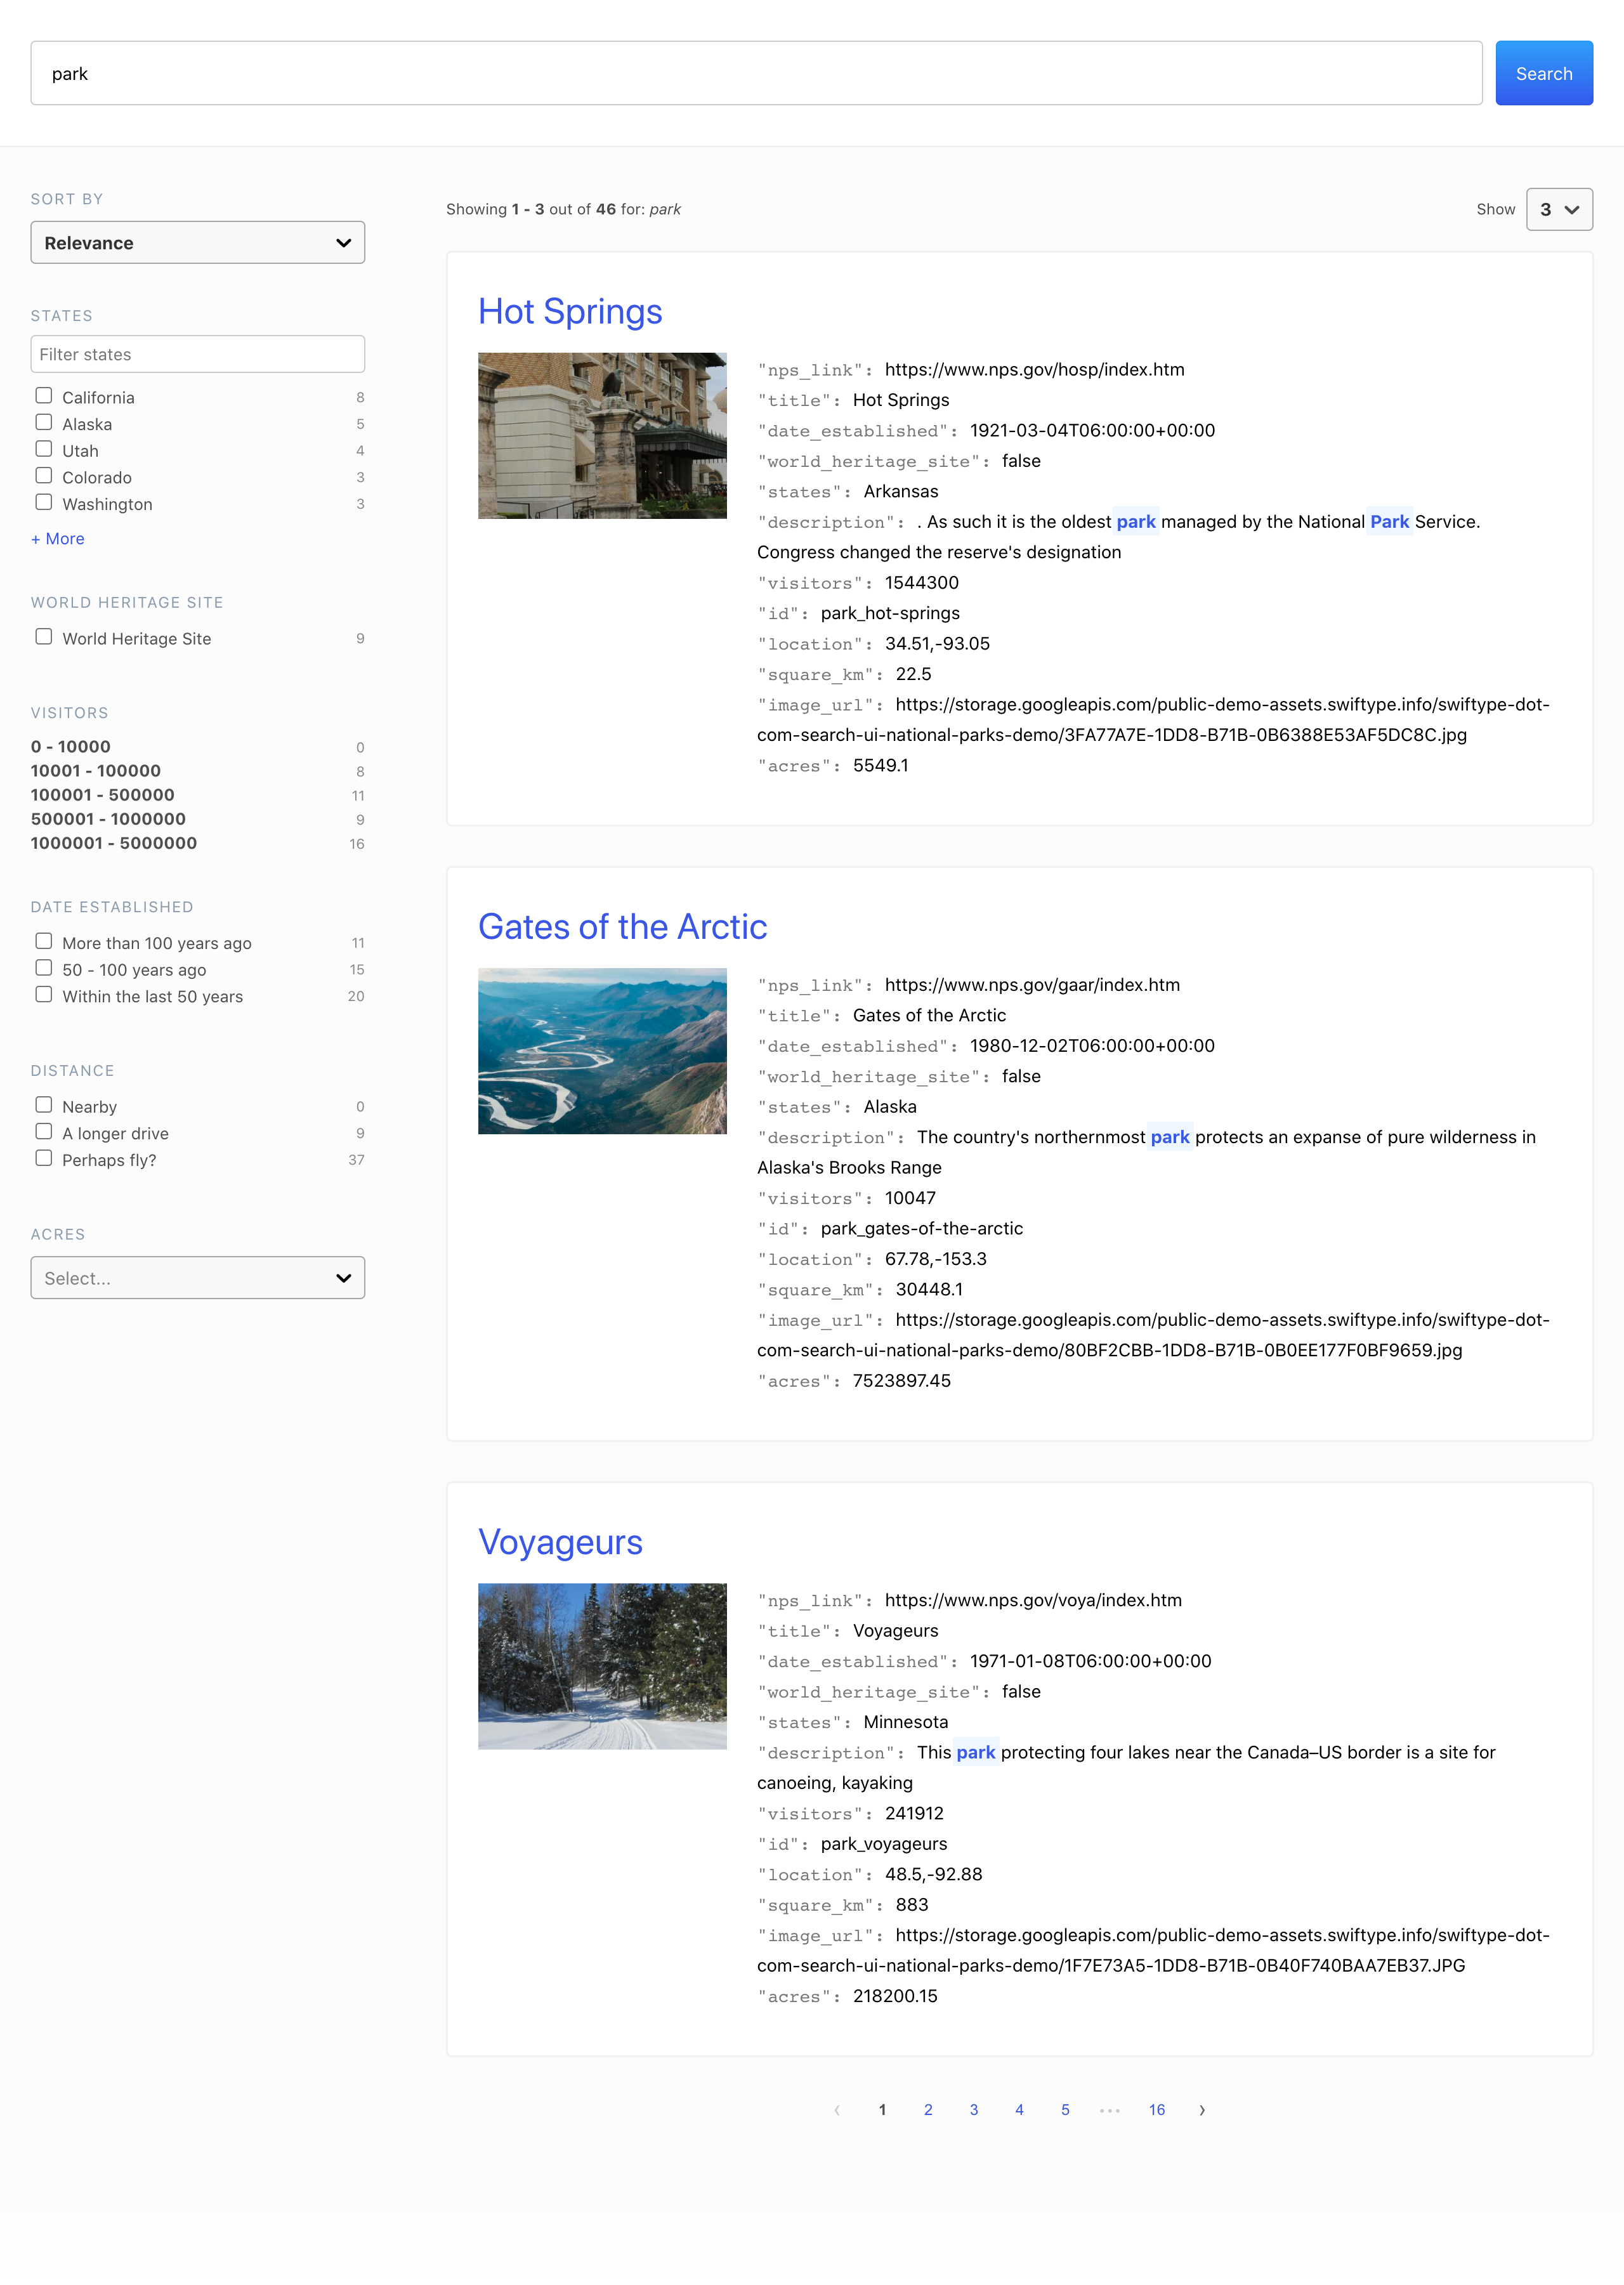 park
Search
SORT BY
Relevance
STATES
Filter states
California 8
Alaska 5
Utah 4
Colorado 3
Washington 3
+ More
WORLD HERITAGE SITE
World Heritage Site 9
VISITORS
0 - 10000 0
10001 - 100000 8
100001 - 500000 11
500001 - 1000000 9
1000001 - 5000000 16
DATE ESTABLISHED
More than 100 years ago 11
50 - 100 years ago 15
Within the last 50 years 20
DISTANCE
Nearby 0
A longer drive 9
Perhaps fly? 37
ACRES
Select...
Showing 1 - 3 out of 46 for: park
Show 3
Hot Springs
"nps_link": https://www.nps.gov/hosp/index.htm
"title": Hot Springs
"date_established": 1921-03-04T06:00:00+00:00
"world_heritage_site": false
"states": Arkansas
"description": . As such it is the oldest park managed by the National Park Service.
Congress changed the reserve's designation
"visitors": 1544300
"id": park_hot-springs
"location": 34.51,-93.05
"square_km": 22.5
"image_url": https://storage.googleapis.com/public-demo-assets.swiftype.info/swiftype-dot-
com-search-ui-national-parks-demo/3FA77A7E-1DD8-B71B-0B6388E53AF5DC8C.jpg
"acres": 5549.1
Gates of the Arctic
"nps_link": https://www.nps.gov/gaar/index.htm
"title": Gates of the Arctic
"date_established": 1980-12-02T06:00:00+00:00
"world_heritage_site": false
"states": Alaska
"description": The country's northernmost park protects an expanse of pure wilderness in
Alaska's Brooks Range
"visitors": 10047
"id": park_gates-of-the-arctic
"location": 67.78,-153.3
"square_km": 30448.1
"image_url": https://storage.googleapis.com/public-demo-assets.swiftype.info/swiftype-dot-
com-search-ui-national-parks-demo/80BF2CBB-1DD8-B71B-0B0EE177F0BF9659.jpg
"acres": 7523897.45
Voyageurs
"nps_link": https://www.nps.gov/voya/index.htm
"title": Voyageurs
"date_established": 1971-01-08T06:00:00+00:00
"world_heritage_site": false
"states": Minnesota
"description": This park protecting four lakes near the Canada–US border is a site for
canoeing, kayaking
"visitors": 241912
"id": park_voyageurs
"location": 48.5,-92.88
"square_km": 883
"image_url": https://storage.googleapis.com/public-demo-assets.swiftype.info/swiftype-dot-
com-search-ui-national-parks-demo/1F7E73A5-1DD8-B71B-0B40F740BAA7EB37.JPG
"acres": 218200.15
‹ 1 2 3 4 5 ••• 16 ›